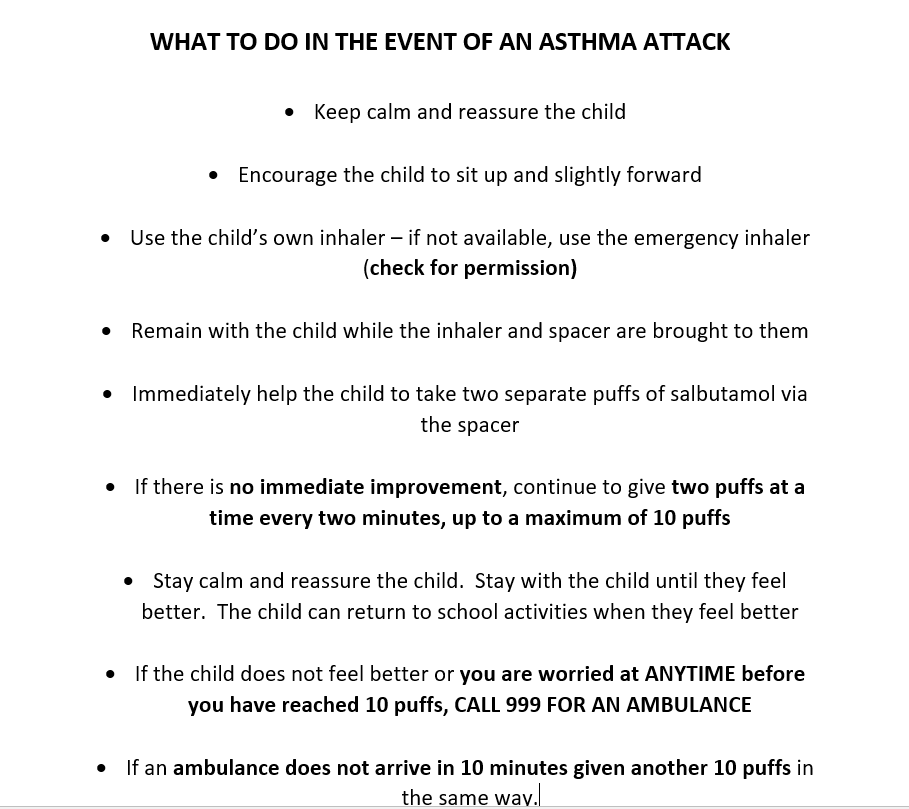 WHAT TO DO IN THE EVENT OF AN ASTHMA ATTACK
• Keep calm and reassure the child
• Encourage the child to sit up and slightly forward
• Use the child’s own inhaler – if not available, use the emergency inhaler
(check for permission)
• Remain with the child while the inhaler and spacer are brought to them
• Immediately help the child to take two separate puffs of salbutamol via
the spacer
• If there is no immediate improvement, continue to give two puffs at a
time every two minutes, up to a maximum of 10 puffs
• Stay calm and reassure the child.  Stay with the child until they feel
better.  The child can return to school activities when they feel better
• If the child does not feel better or you are worried at ANYTIME before
you have reached 10 puffs, CALL 999 FOR AN AMBULANCE
• If an ambulance does not arrive in 10 minutes given another 10 puffs in
the same way.